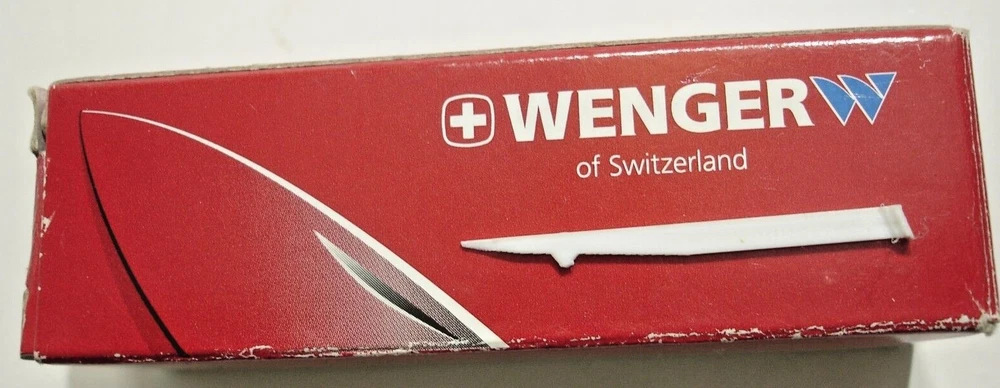 WENGER
of Switzerland